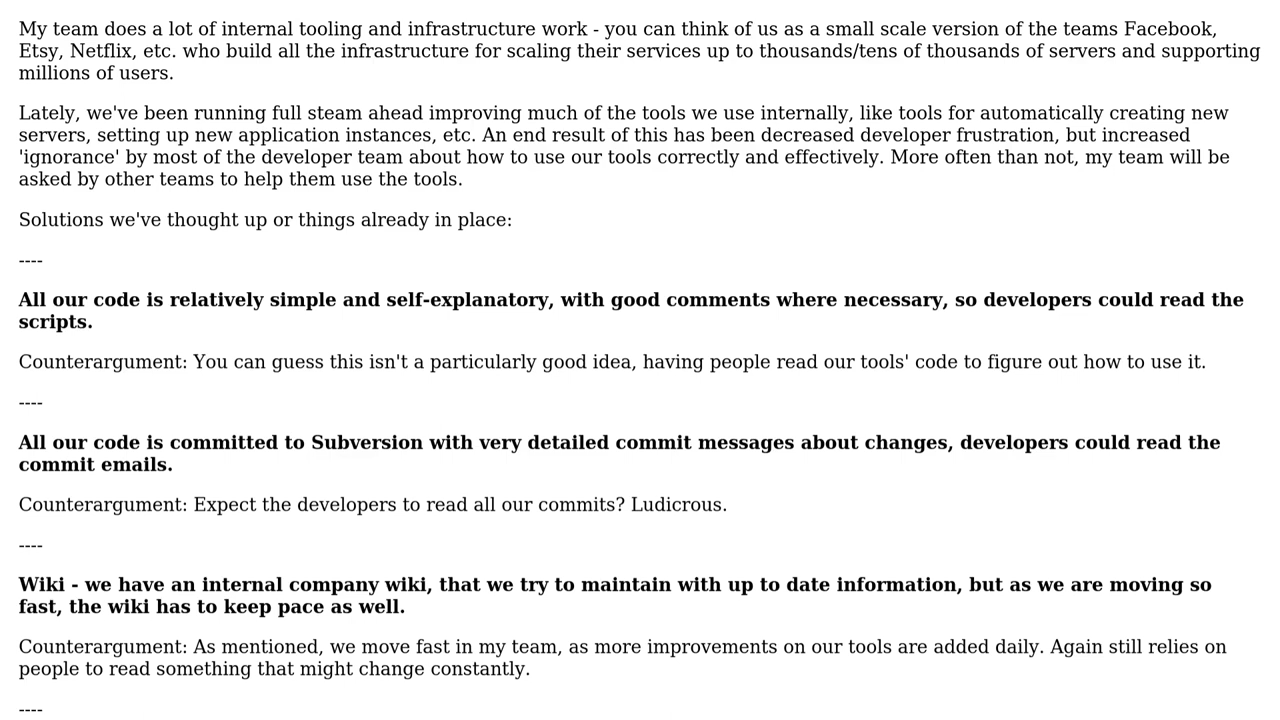 My team does a lot of internal tooling and infrastructure work - you can think of us as a small scale version of the teams Facebook,
Etsy, Netflix, etc. who build all the infrastructure for scaling their services up to thousands/tens of thousands of servers and supporting
millions of users.
Lately, we've been running full steam ahead improving much of the tools we use internally, like tools for automatically creating new
servers, setting up new application instances, etc. An end result of this has been decreased developer frustration, but increased
'ignorance' by most of the developer team about how to use our tools correctly and effectively. More often than not, my team will be
asked by other teams to help them use the tools.
Solutions we've thought up or things already in place:
----
All our code is relatively simple and self-explanatory, with good comments where necessary, so developers could read the
scripts.
Counterargument: You can guess this isn't a particularly good idea, having people read our tools' code to figure out how to use it.
----
All our code is committed to Subversion with very detailed commit messages about changes, developers could read the
commit emails.
Counterargument: Expect the developers to read all our commits? Ludicrous.
----
Wiki - we have an internal company wiki, that we try to maintain with up to date information, but as we are moving so
fast, the wiki has to keep pace as well.
Counterargument: As mentioned, we move fast in my team, as more improvements on our tools are added daily. Again still relies on
people to read something that might change constantly.
----